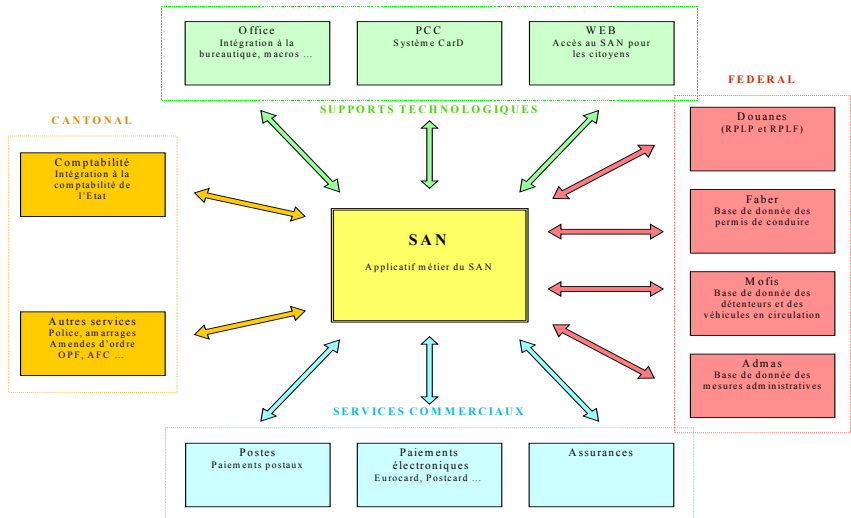 Office
Intégration à la
bureautique, macros ...
PCC
Système CarD
WEB
Accès au SAN pour
les citoyens
SUPPORTS TECHNOLOGIQUES
CANTONAL
Comptabilité
Intégration à la
comptabilité de
l'Etat
Autres services
Police, amarrages
Amendes d'ordre
OPF, AFC ...
SAN
Applicatif métier du SAN
FEDERAL
Douanes
(RPLP et RPLF)
Faber
Base de donnée des
permis de conduire
Mofis
Base de donnée des
détenteurs et des
véhicules en circulation
Admas
Base de donnée des
mesures administratives
SERVICES COMMERCIAUX
Postes
Paiements postaux
Paiements
électroniques
Eurocard, Postcard ...
Assurances